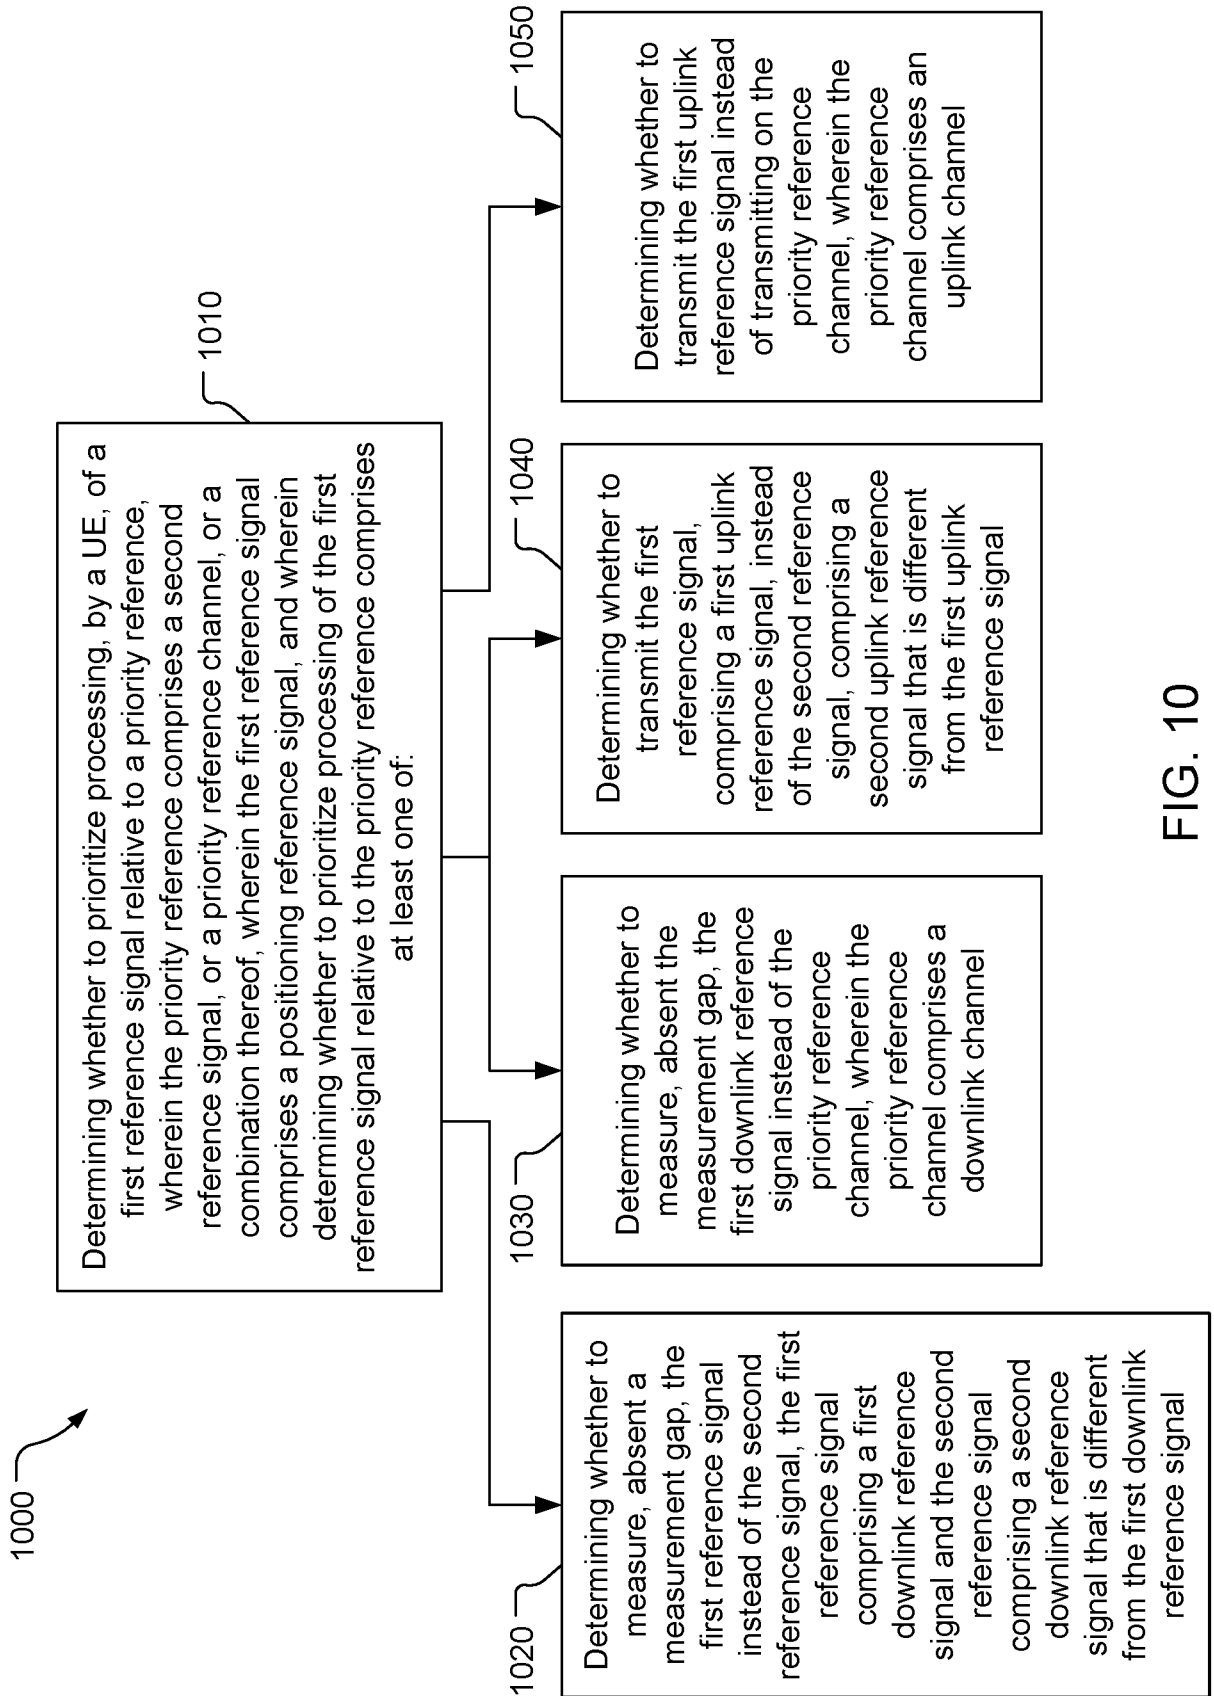 1000
1010
Determining whether to prioritize processing, by a UE, of a
first reference signal relative to a priority reference,
wherein the priority reference comprises a second
reference signal, or a priority reference channel, or a
combination thereof, wherein the first reference signal
comprises a positioning reference signal, and wherein
determining whether to prioritize processing of the first
reference signal relative to the priority reference comprises
at least one of:
1020
Determining whether to
measure, absent a
measurement gap, the
first reference signal
instead of the second
reference signal, the first
reference signal
comprising a first
downlink reference
signal and the second
reference signal
comprising a second
downlink reference
signal that is different
from the first downlink
reference signal
1030
Determining whether to
measure, absent the
measurement gap, the
first downlink reference
signal instead of the
priority reference
channel, wherein the
priority reference
channel comprises a
downlink channel
1040
Determining whether to
transmit the first
reference signal,
comprising a first uplink
reference signal, instead
of the second reference
signal, comprising a
second uplink reference
signal that is different
from the first uplink
reference signal
1050
Determining whether to
transmit the first uplink
reference signal instead
of transmitting on the
priority reference
channel, wherein the
priority reference
channel comprises an
uplink channel
FIG. 10